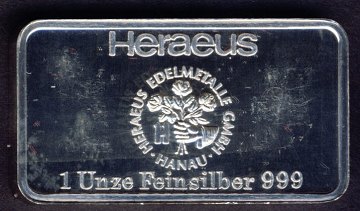 Heraeus
HERAEUS EDELMETALLE GMBH
· HANAU ·
H
1 Unze Feinsilber 999